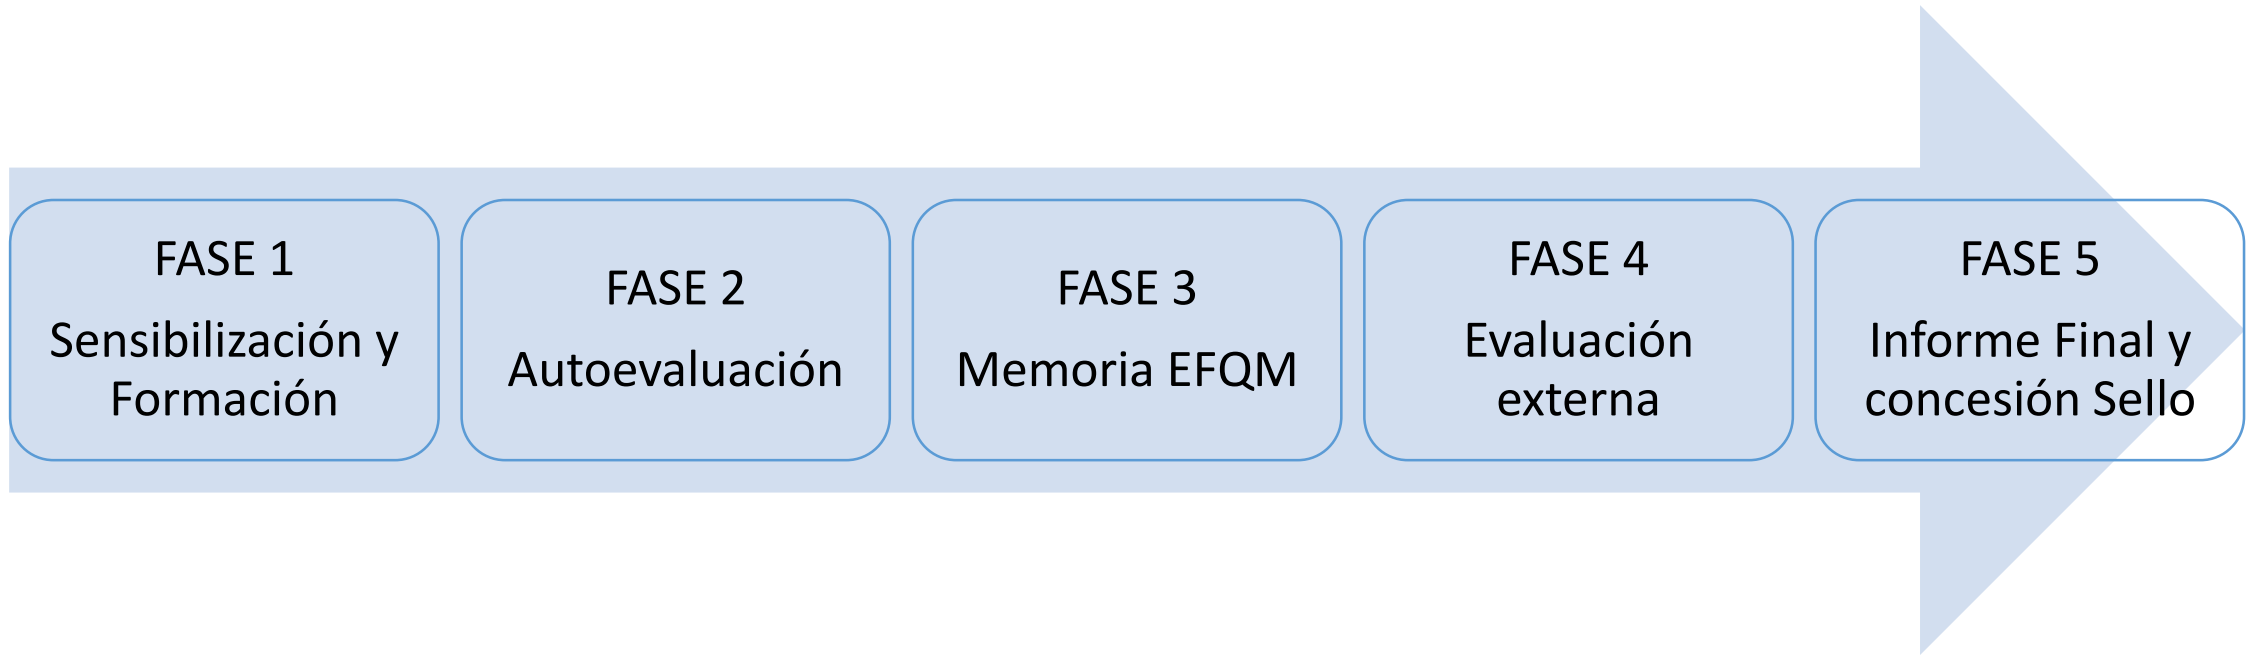 FASE 1
Sensibilización y
Formación
FASE 2
Autoevaluación
FASE 3
Memoria EFQM
FASE 4
Evaluación
externa
FASE 5
Informe Final y
concesión Sello